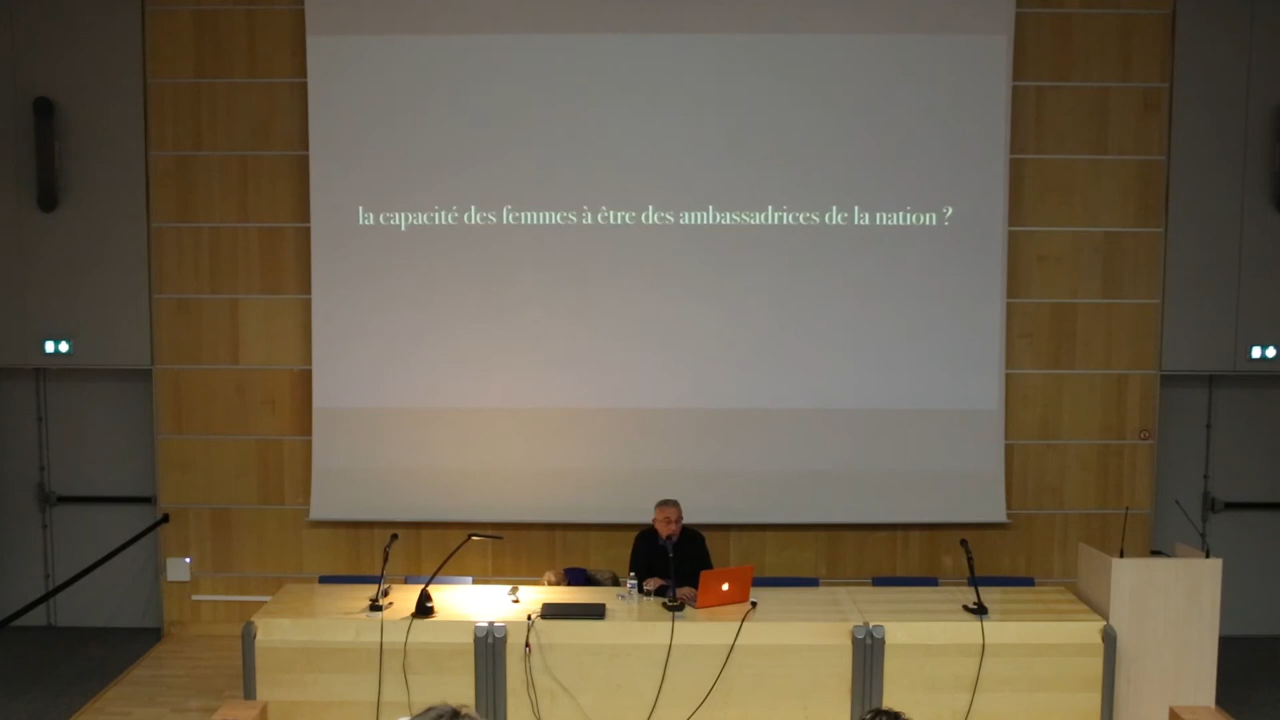 la capacité des femmes à être des ambassadrices de la nation ?